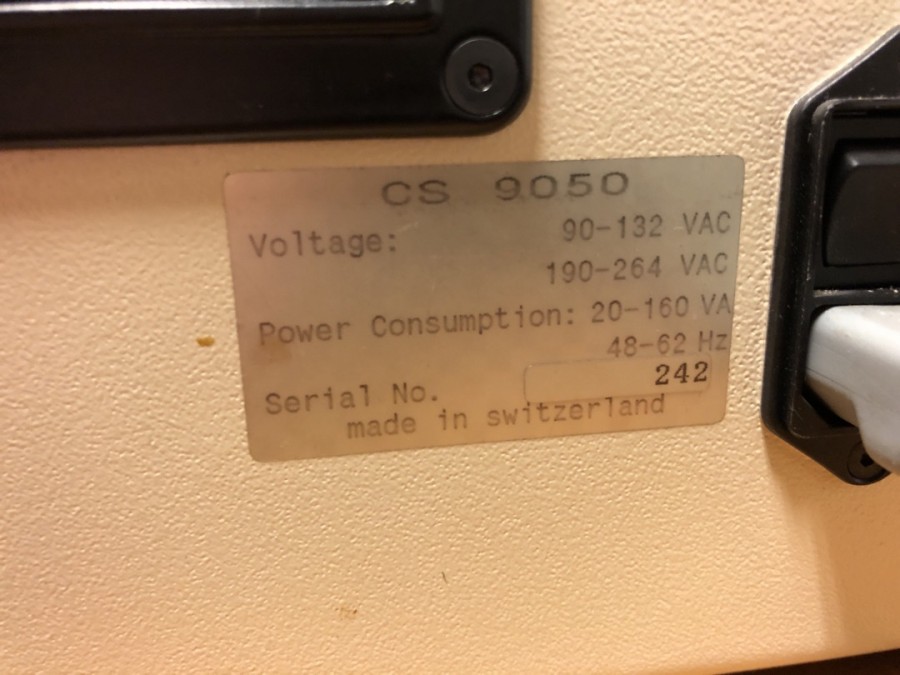 CS 9050
Voltage: 90-132 VAC
190-264 VAC
Power Consumption: 20-160 VA
48-62 Hz
Serial No. 242
made in switzerland